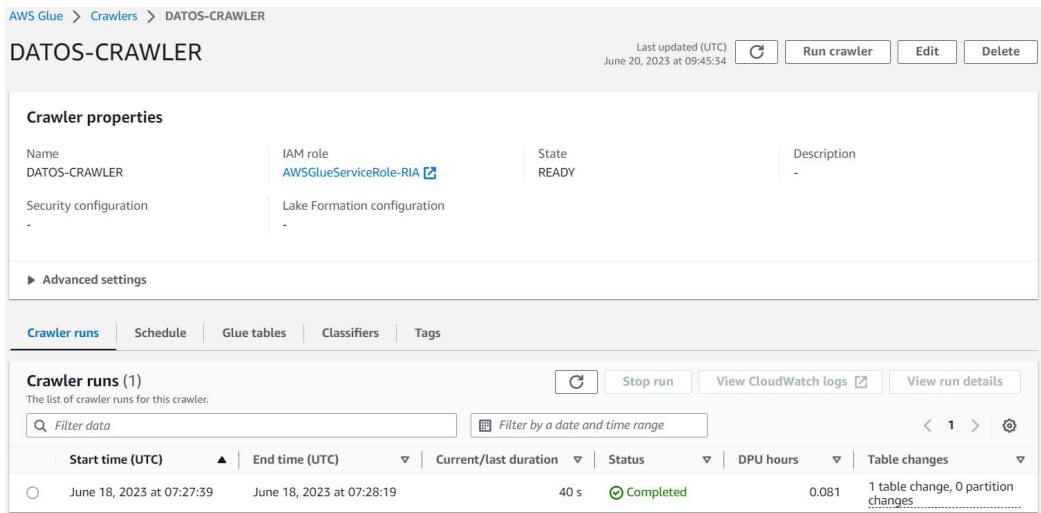 AWS Glue > Crawlers > DATOS-CRAWLER
DATOS-CRAWLER
Last updated (UTC)
June 20, 2023 at 09:45:34
Run crawler
Edit
Delete
Crawler properties
Name IAM role State Description
DATOS-CRAWLER AWSGlueServiceRole-RIA READY -
Security configuration Lake Formation configuration
- -
Advanced settings
Crawler runs Schedule Glue tables Classifiers Tags
Crawler runs (1)
The list of crawler runs for this crawler.
Stop run
View CloudWatch logs
View run details
Filter data
Filter by a date and time range
< 1 >
Start time (UTC) End time (UTC) Current/last duration Status DPU hours Table changes
June 18, 2023 at 07:27:39 June 18, 2023 at 07:28:19 40 s Completed 0.081 1 table change, 0 partition
changes